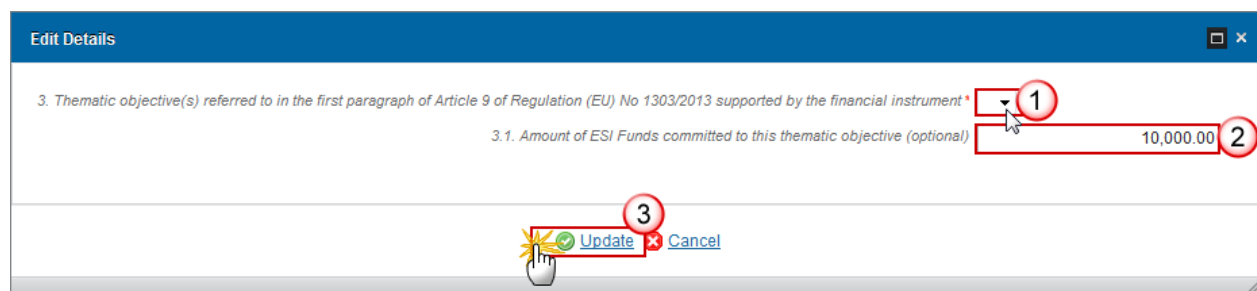 Edit Details
3. Thematic objective(s) referred to in the first paragraph of Article 9 of Regulation (EU) No 1303/2013 supported by the financial instrument * 1
3.1. Amount of ESI Funds committed to this thematic objective (optional) 10,000.00 2
3
Update Cancel